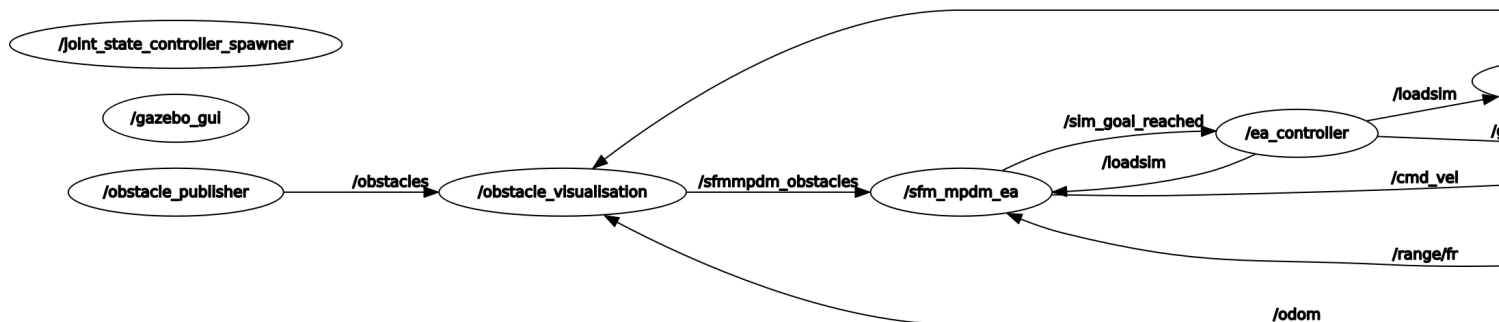 /joint_state_controller_spawner
/gazebo_gui
/obstacle_publisher
/obstacles
/obstacle_visualisation
/sfmmpdm_obstacles
/sfm_mpdm_ea
/sim_goal_reached
/loadsim
/ea_controller
/loadsim
/cmd_vel
/range/fr
/odom